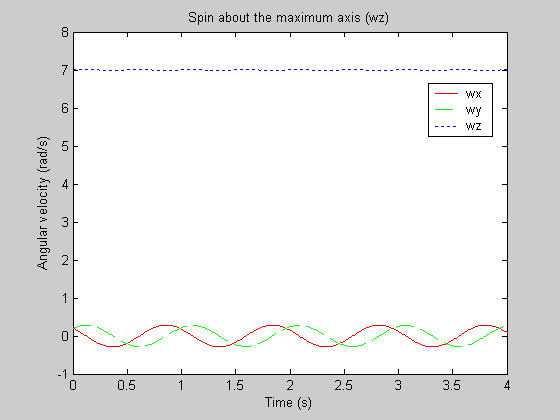 Spin about the maximum axis (wz)
8
7
6
5
4
3
2
1
0
-1
Angular velocity (rad/s)
wx
wy
wz
0 0.5 1 1.5 2 2.5 3 3.5 4
Time (s)